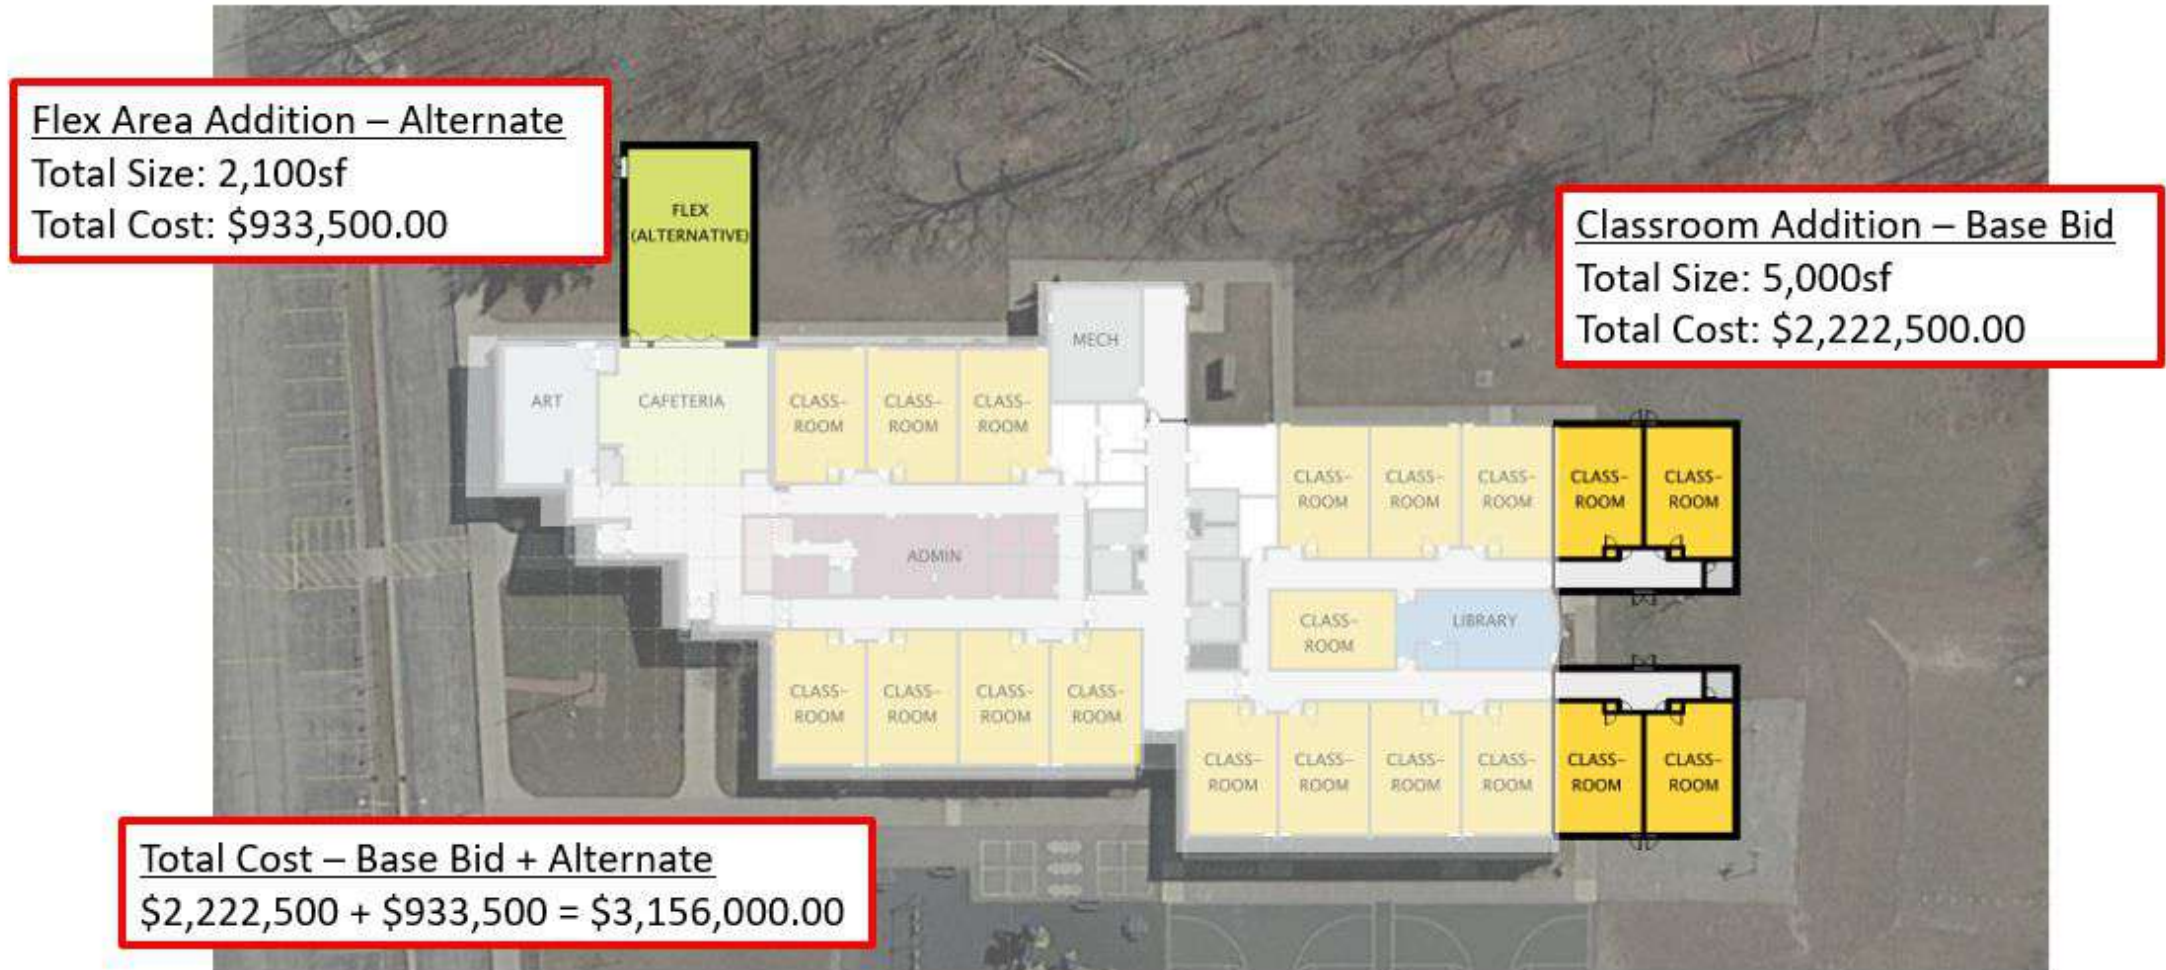 Flex Area Addition – Alternate
Total Size: 2,100sf
Total Cost: $933,500.00
FLEX
(ALTERNATIVE)
Classroom Addition – Base Bid
Total Size: 5,000sf
Total Cost: $2,222,500.00
MECH
ART
CAFETERIA
CLASS-
ROOM
CLASS-
ROOM
CLASS-
ROOM
CLASS-
ROOM
CLASS-
ROOM
CLASS-
ROOM
CLASS-
ROOM
CLASS-
ROOM
ADMIN
CLASS-
ROOM
LIBRARY
CLASS-
ROOM
CLASS-
ROOM
CLASS-
ROOM
CLASS-
ROOM
CLASS-
ROOM
CLASS-
ROOM
CLASS-
ROOM
CLASS-
ROOM
CLASS-
ROOM
CLASS-
ROOM
Total Cost – Base Bid + Alternate
$2,222,500 + $933,500 = $3,156,000.00